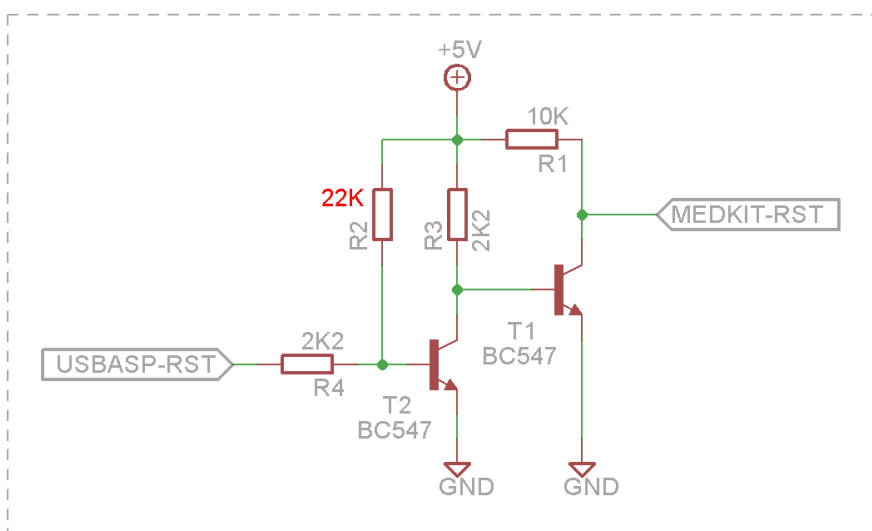 +5V
10K
R1
22K
R2
R3
2K2
MEDKIT-RST
T1
BC547
USBASP-RST
2K2
R4
T2
BC547
GND
GND